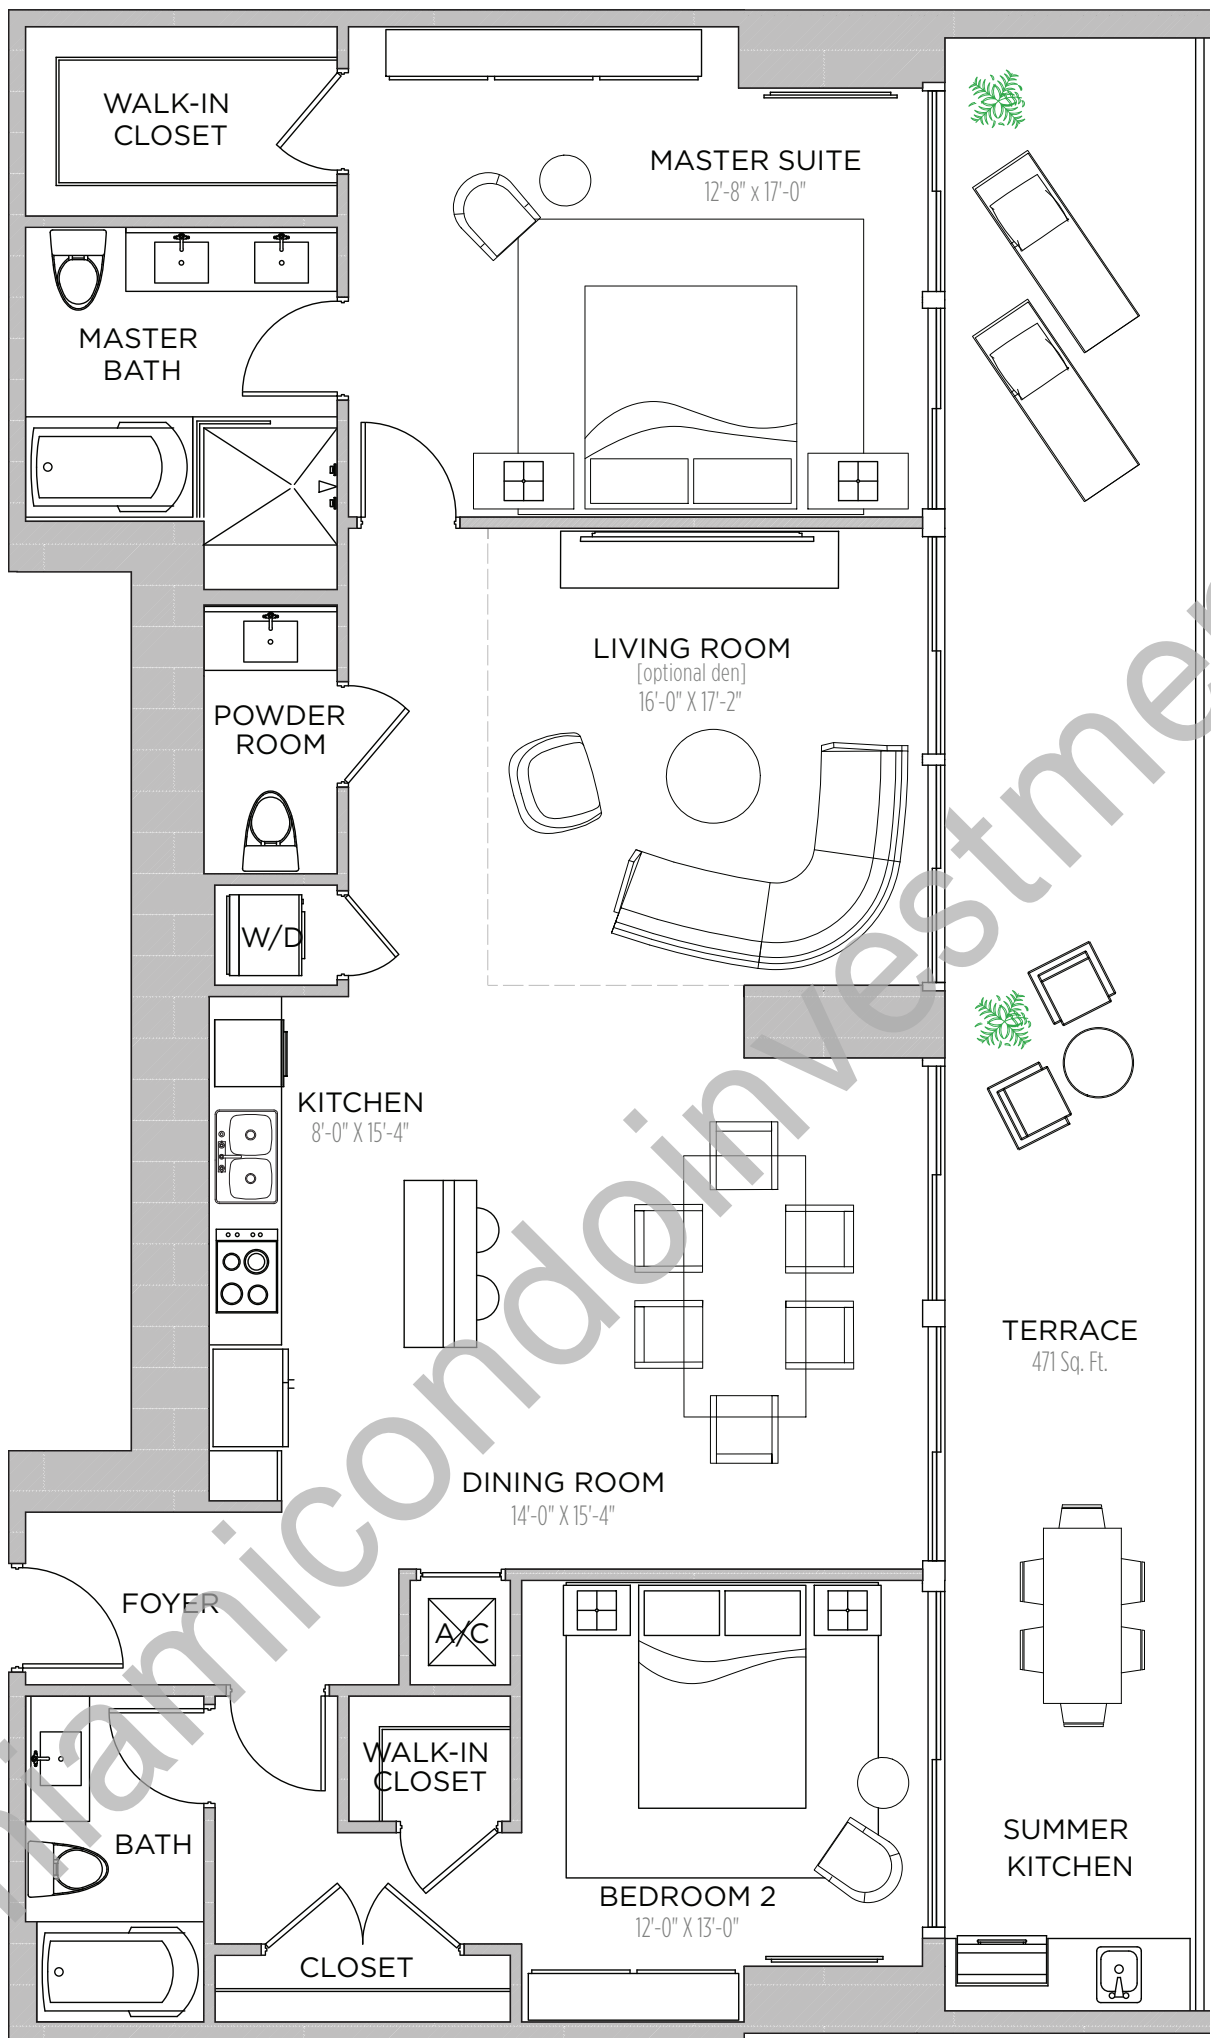 WALK-IN
CLOSET
MASTER SUITE
12'-8" x 17'-0"
MASTER
BATH
LIVING ROOM
[optional den]
16'-0" X 17'-2"
POWDER
ROOM
W/D
KITCHEN
8'-0" X 15'-4"
TERRACE
471 Sq. Ft.
DINING ROOM
14'-0" X 15'-4"
FOYER
A/C
WALK-IN
CLOSET
BATH
SUMMER
KITCHEN
BEDROOM 2
12'-0" X 13'-0"
CLOSET
miamicondoinvestme